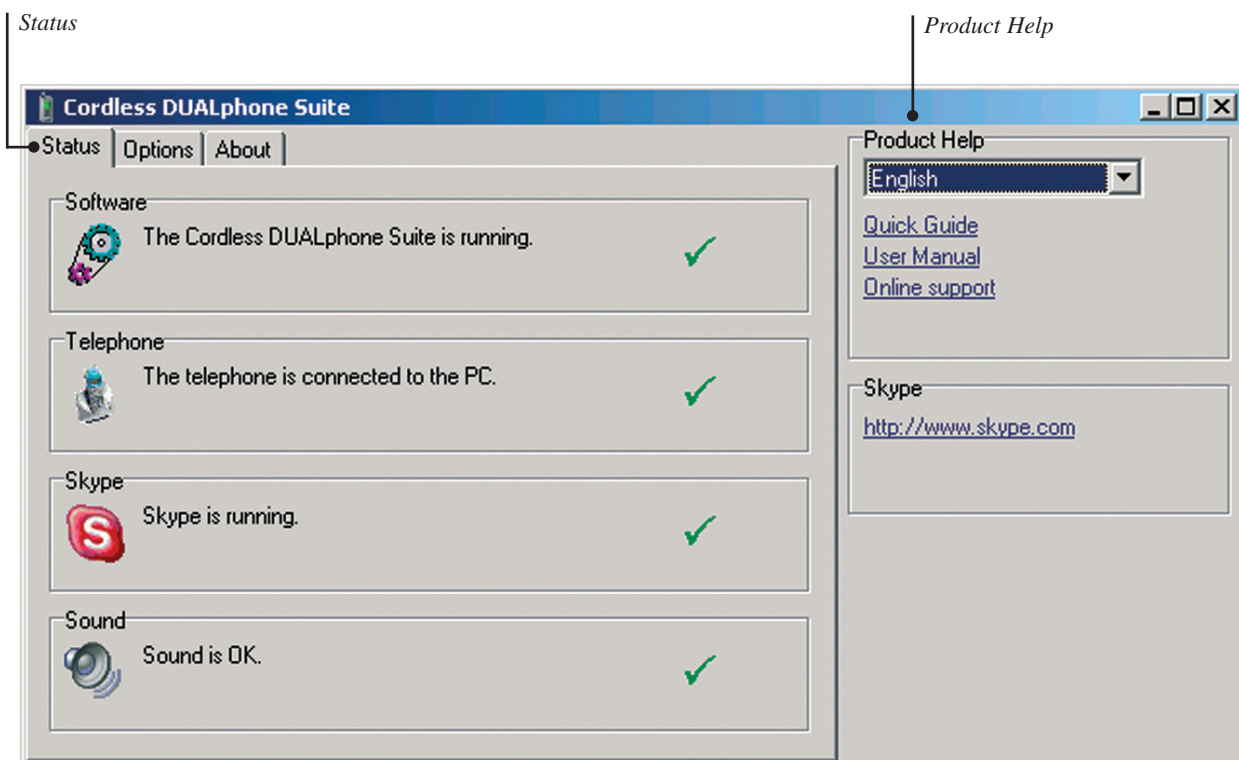 Status
Product Help
Cordless DUALphone Suite
Status Options About
Software
The Cordless DUALphone Suite is running.
Telephone
The telephone is connected to the PC.
Skype
Skype is running.
Sound
Sound is OK.
Product Help
English
Quick Guide
User Manual
Online support
Skype
http://www.skype.com